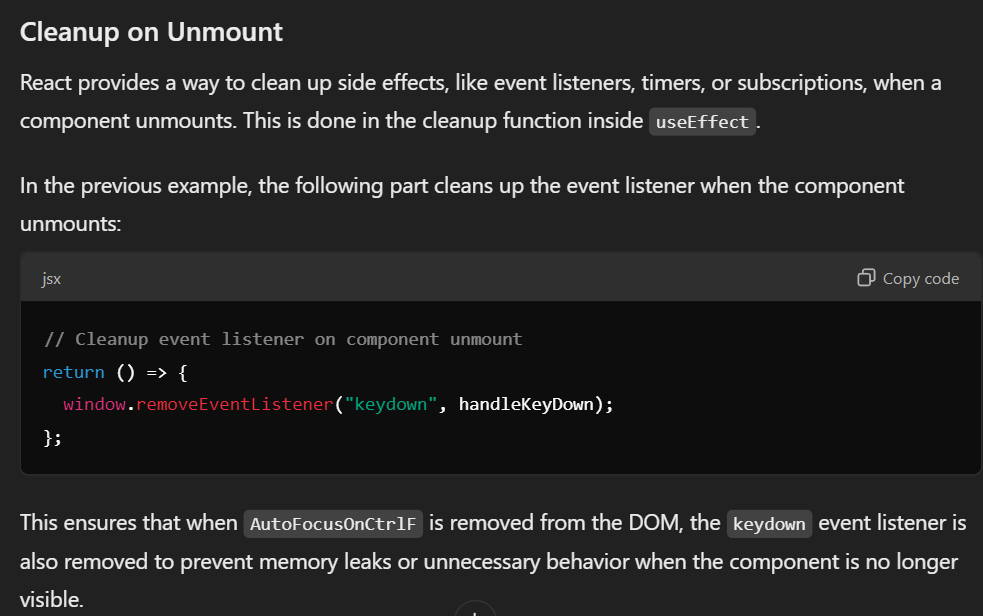 Cleanup on Unmount
React provides a way to clean up side effects, like event listeners, timers, or subscriptions, when a
component unmounts. This is done in the cleanup function inside useEffect.
In the previous example, the following part cleans up the event listener when the component
unmounts:
jsx Copy code
// Cleanup event listener on component unmount
return () => {
  window.removeEventListener("keydown", handleKeyDown);
};
This ensures that when AutoFocusOnCtrlF is removed from the DOM, the keydown event listener is
also removed to prevent memory leaks or unnecessary behavior when the component is no longer
visible.